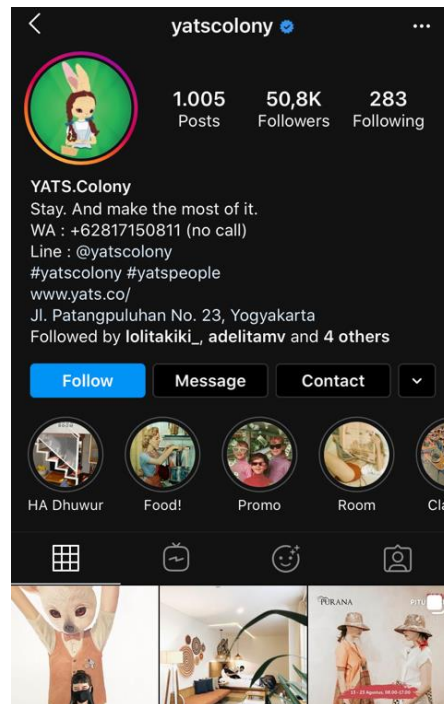 yatscolony
1.005 50,8K 283
Posts Followers Following
YATS.Colony
Stay. And make the most of it.
WA : +62817150811 (no call)
Line : @yatscolony
#yatscolony #yatspeople
www.yats.co/
Jl. Patangpuluhan No. 23, Yogyakarta
Followed by lolitakiki_, adelitamv and 4 others
Follow Message Contact
HA Dhuwur Food! Promo Room Cl
PURANA PITU